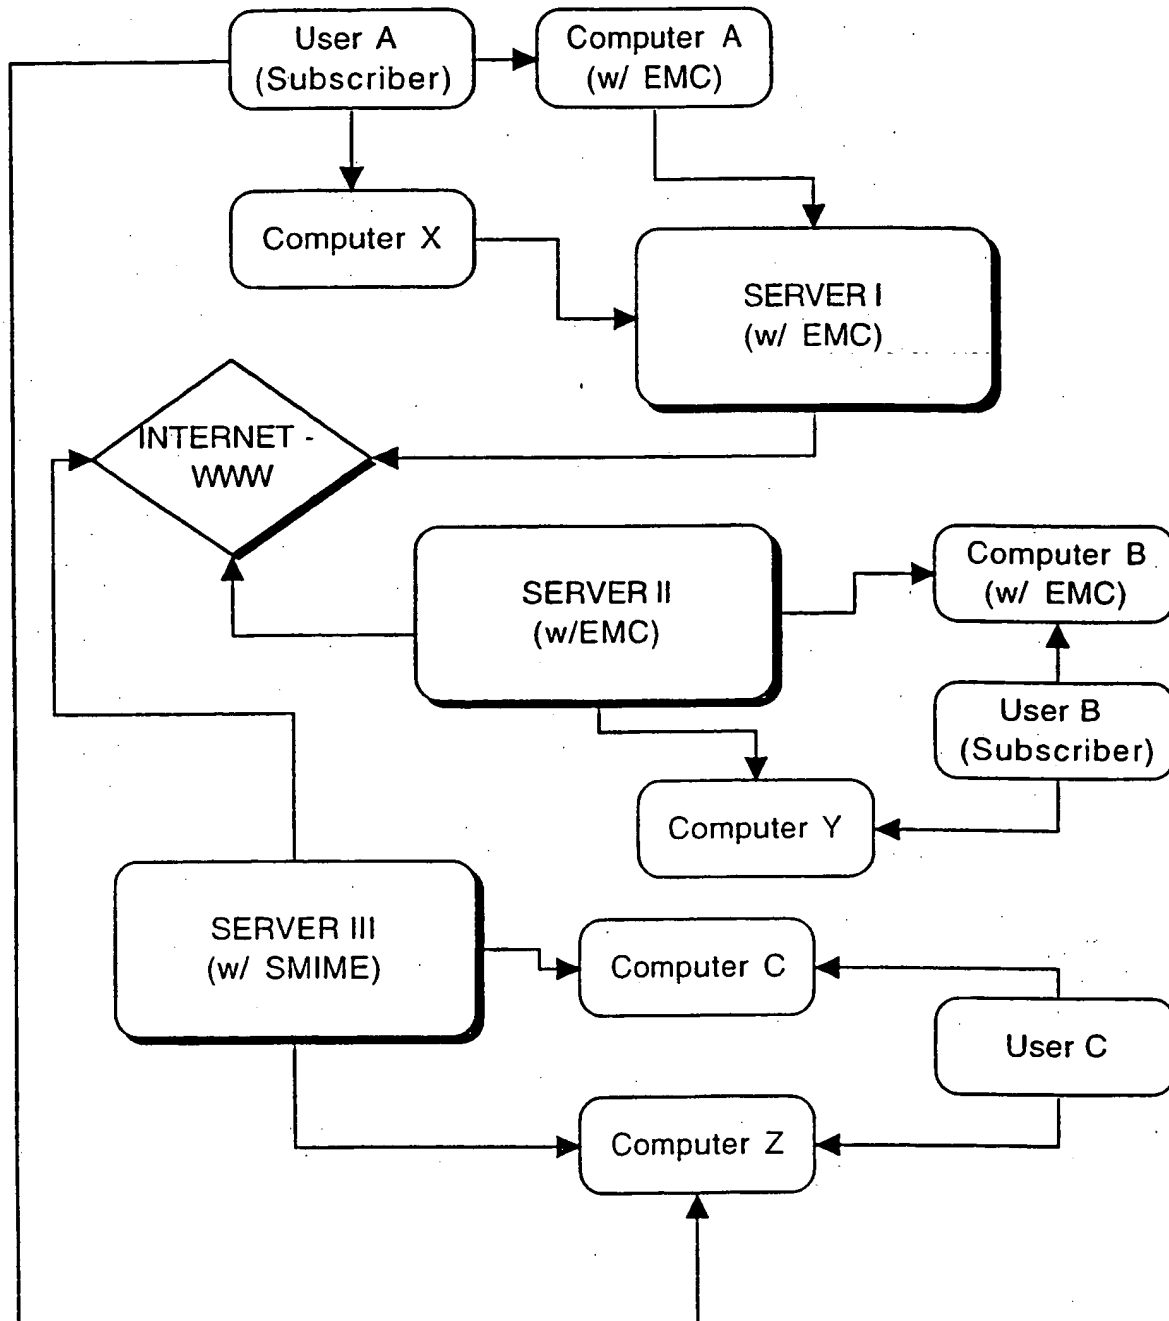 User A
(Subscriber)
Computer A
(w/ EMC)
Computer X
SERVER I
(w/ EMC)
INTERNET -
WWW
SERVER II
(w/EMC)
Computer B
(w/ EMC)
User B
(Subscriber)
Computer Y
SERVER III
(w/ SMIME)
Computer C
User C
Computer Z